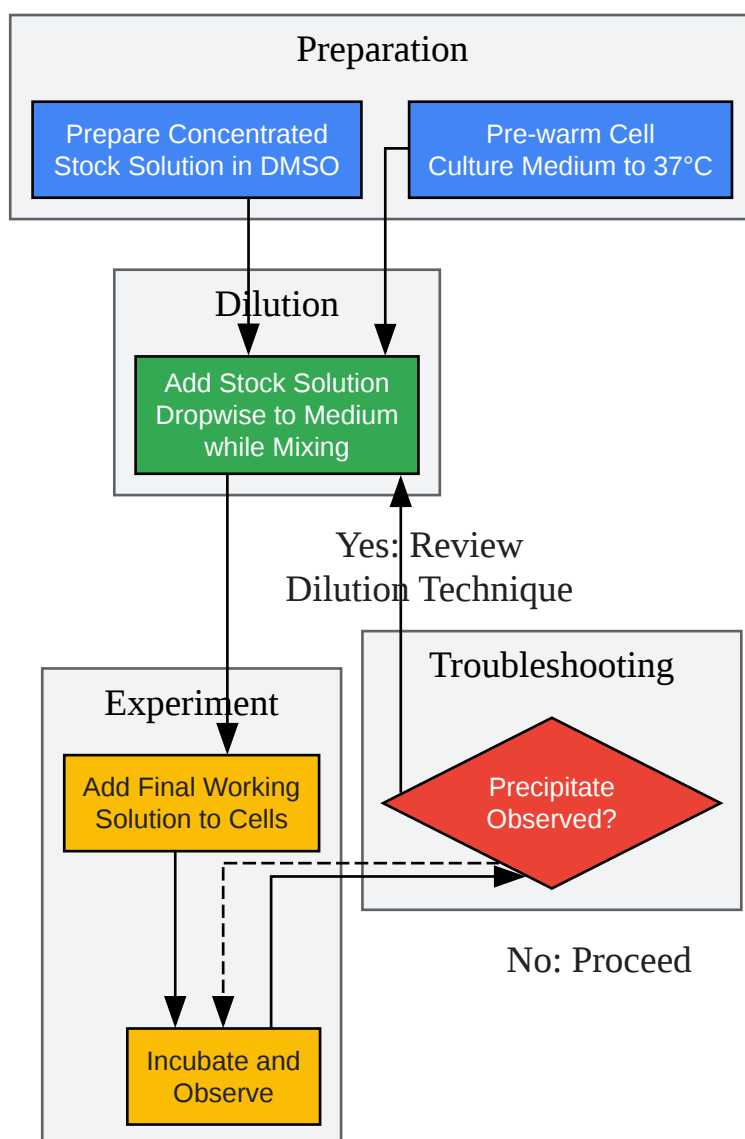 Preparation
Prepare Concentrated
Stock Solution in DMSO
Pre-warm Cell
Culture Medium to 37°C
Dilution
Add Stock Solution
Dropwise to Medium
while Mixing
Yes: Review
Dilution Technique
Troubleshooting
Precipitate
Observed?
Experiment
Add Final Working
Solution to Cells
No: Proceed
Incubate and
Observe